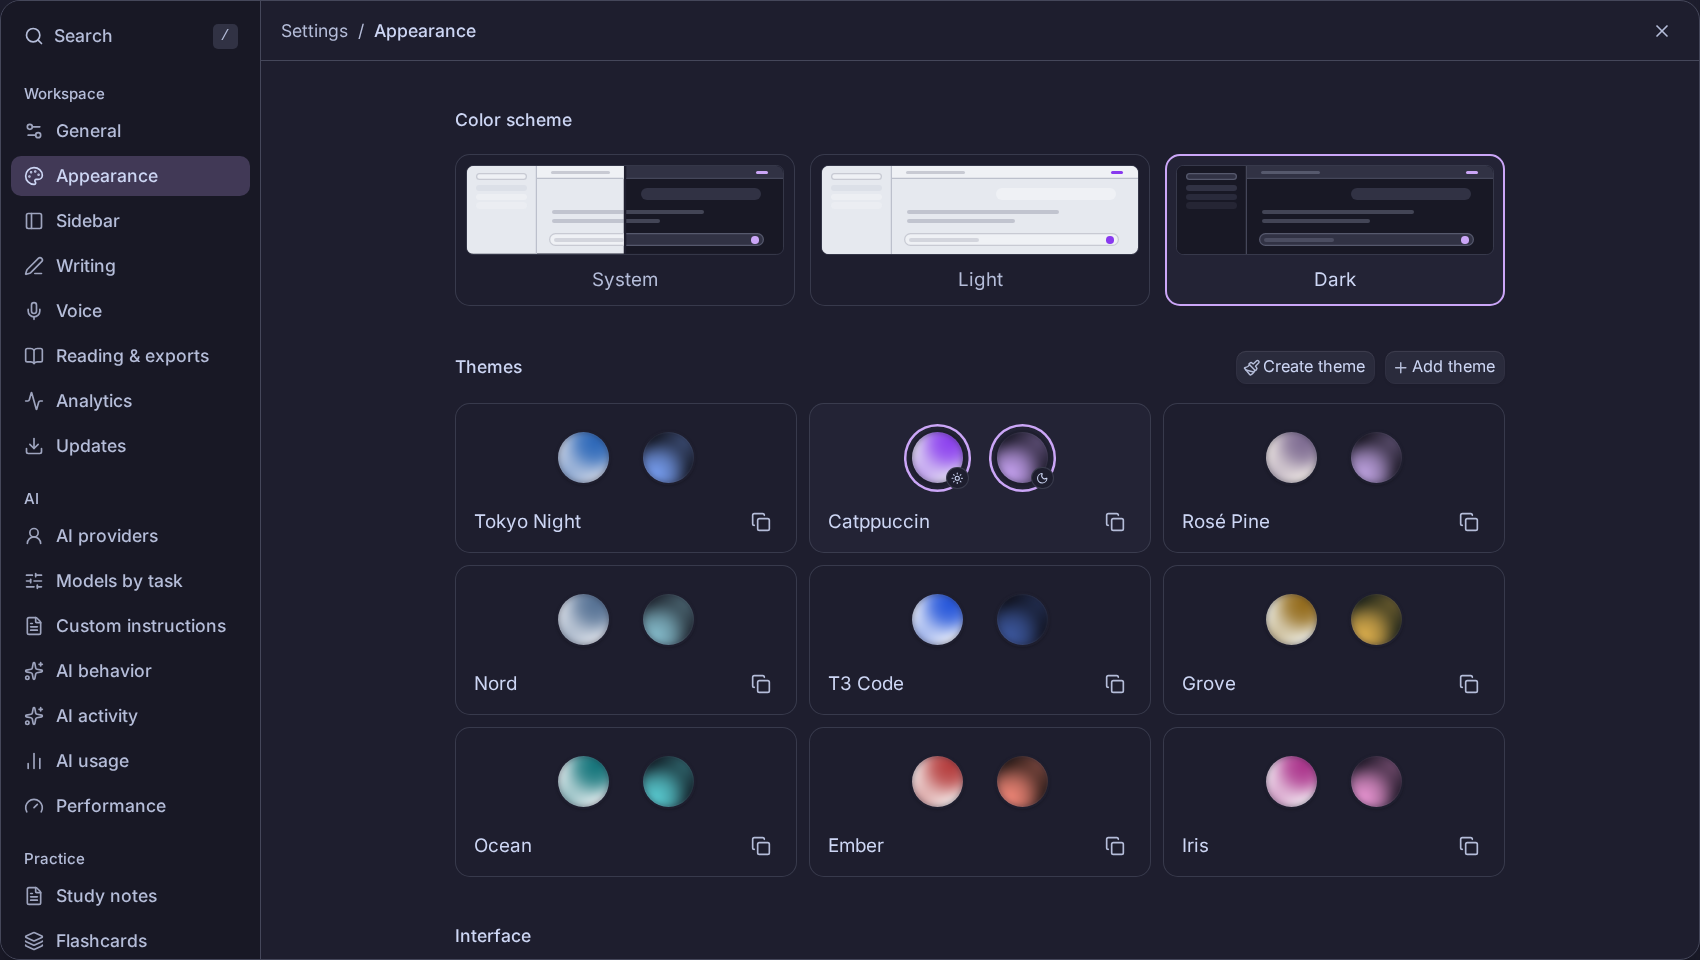 Search /
Settings / Appearance
Workspace
General
Appearance
Sidebar
Writing
Voice
Reading & exports
Analytics
Updates
AI
AI providers
Models by task
Custom instructions
AI behavior
AI activity
AI usage
Performance
Practice
Study notes
Flashcards
Color scheme
System
Light
Dark
Themes
Create theme
Add theme
Tokyo Night
Catppuccin
Rosé Pine
Nord
T3 Code
Grove
Ocean
Ember
Iris
Interface